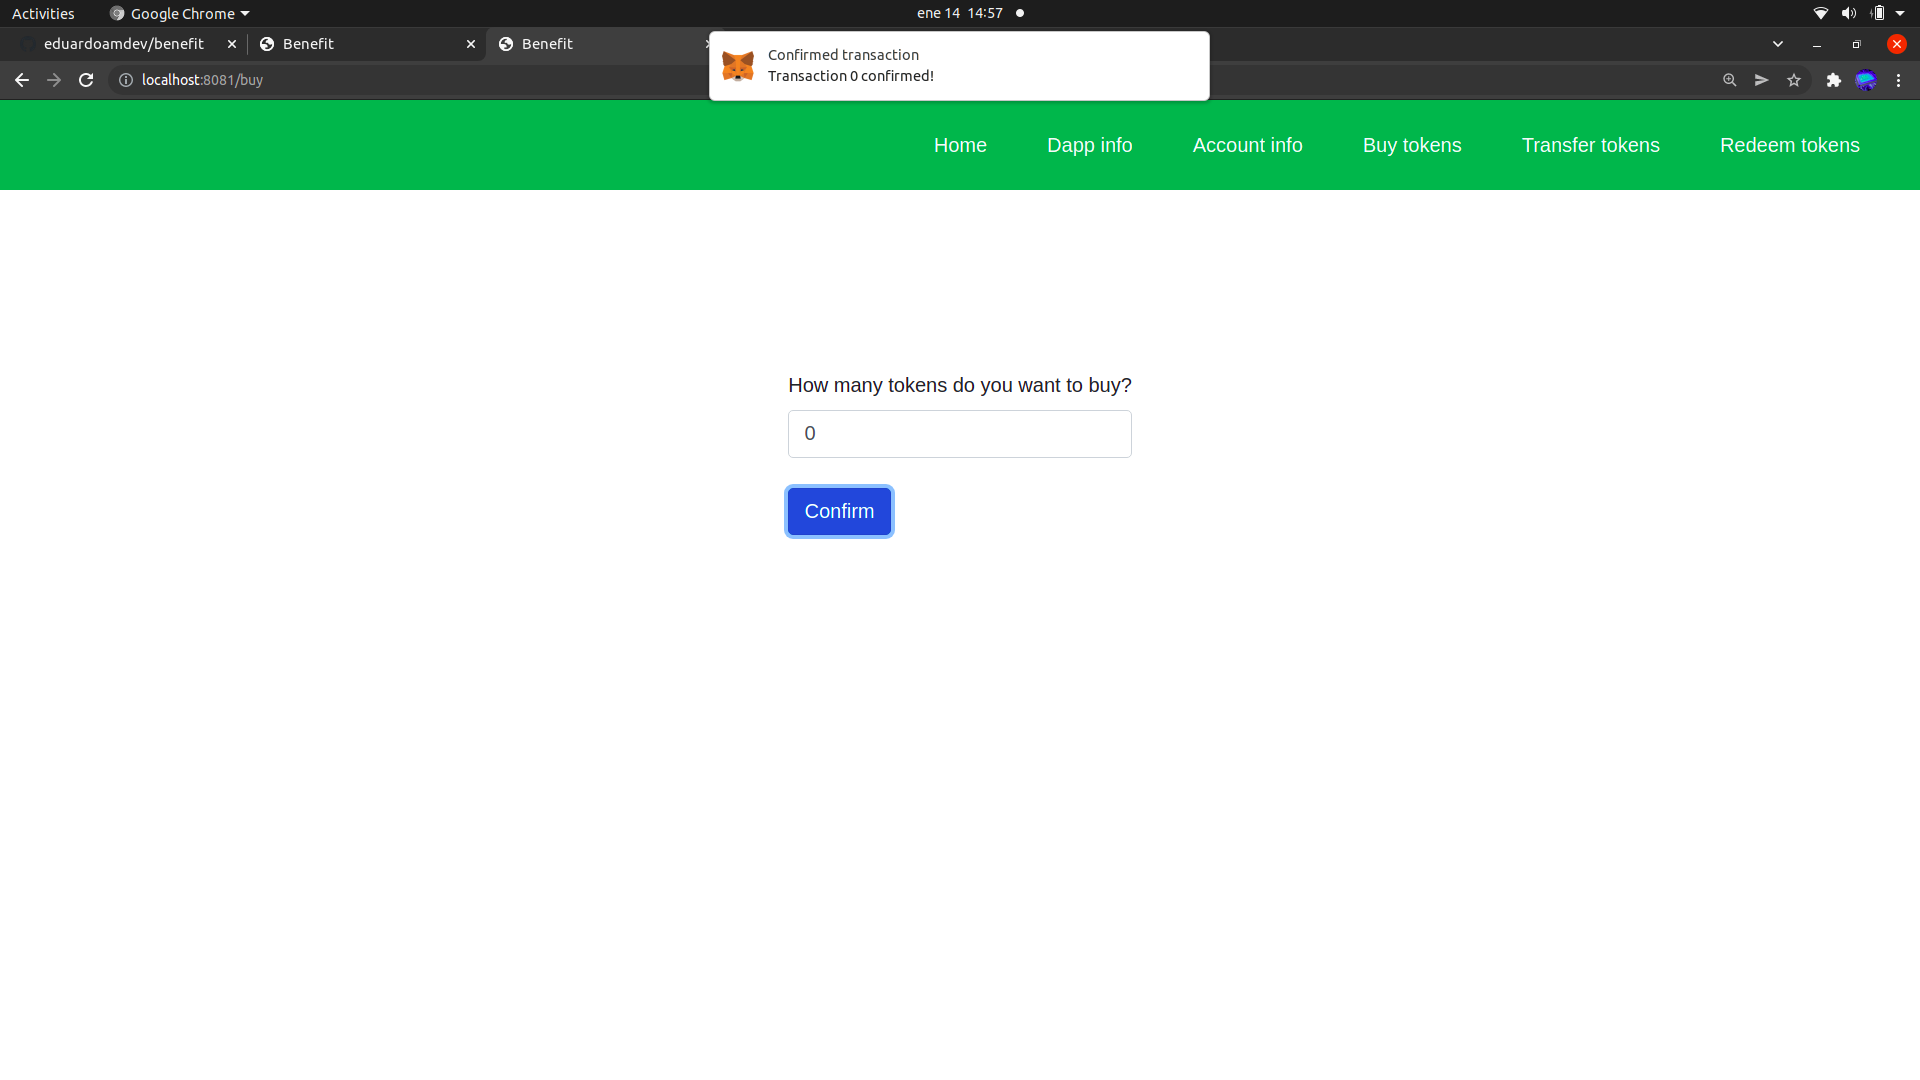 Activities
Google Chrome
ene 14 14:57
eduardoamdev/benefit
Benefit
Benefit
Confirmed transaction
Transaction 0 confirmed!
localhost:8081/buy
Home
Dapp info
Account info
Buy tokens
Transfer tokens
Redeem tokens
How many tokens do you want to buy?
0
Confirm